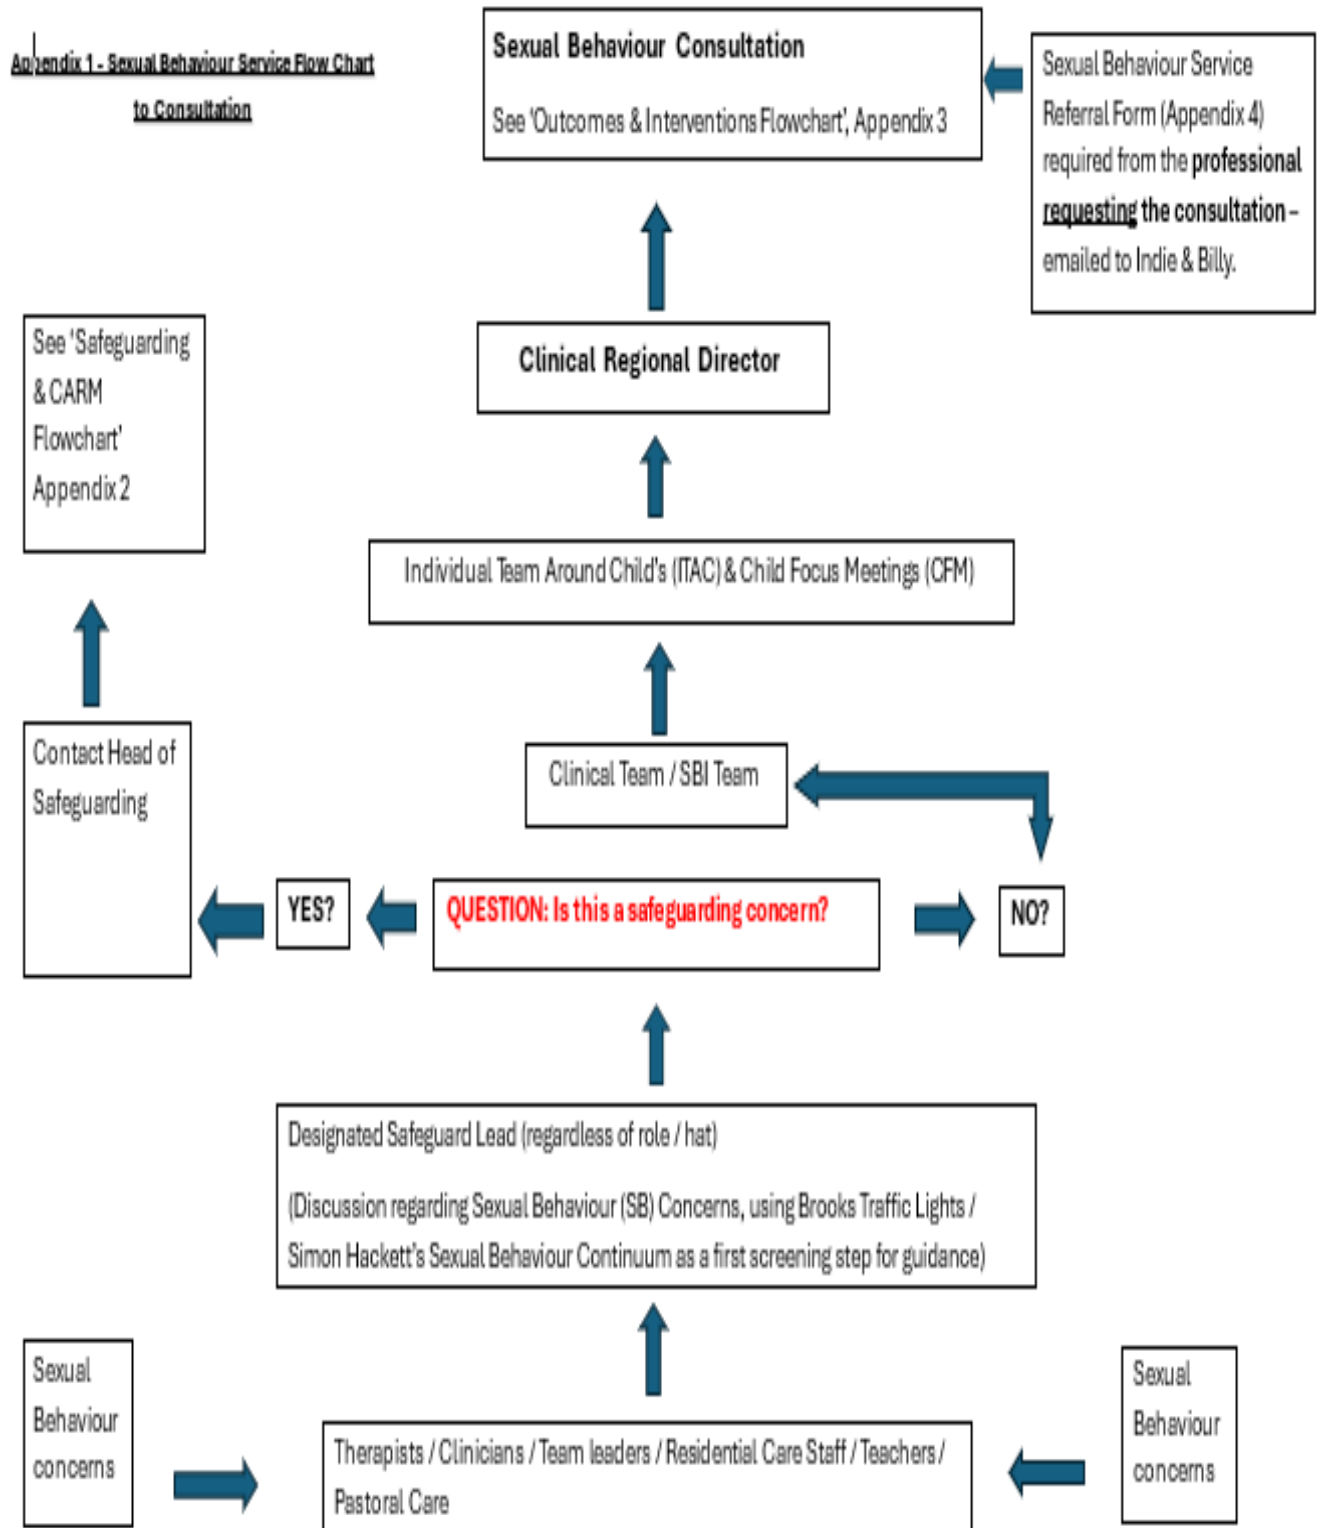 Appendix 1 - Sexual Behaviour Service Flow Chart
to Consultation
Sexual Behaviour Consultation
See 'Outcomes & Interventions Flowchart', Appendix 3
Sexual Behaviour Service
Referral Form (Appendix 4)
required from the professional
requesting the consultation –
emailed to Indie & Billy.
See 'Safeguarding
& CARM
Flowchart'
Appendix 2
Clinical Regional Director
Individual Team Around Child's (ITAC) & Child Focus Meetings (CFM)
Contact Head of
Safeguarding
Clinical Team / SBI Team
YES?
QUESTION: Is this a safeguarding concern?
NO?
Designated Safeguard Lead (regardless of role / hat)
(Discussion regarding Sexual Behaviour (SB) Concerns, using Brooks Traffic Lights /
Simon Hackett's Sexual Behaviour Continuum as a first screening step for guidance)
Sexual
Behaviour
concerns
Therapists / Clinicians / Team leaders / Residential Care Staff / Teachers /
Pastoral Care
Sexual
Behaviour
concerns